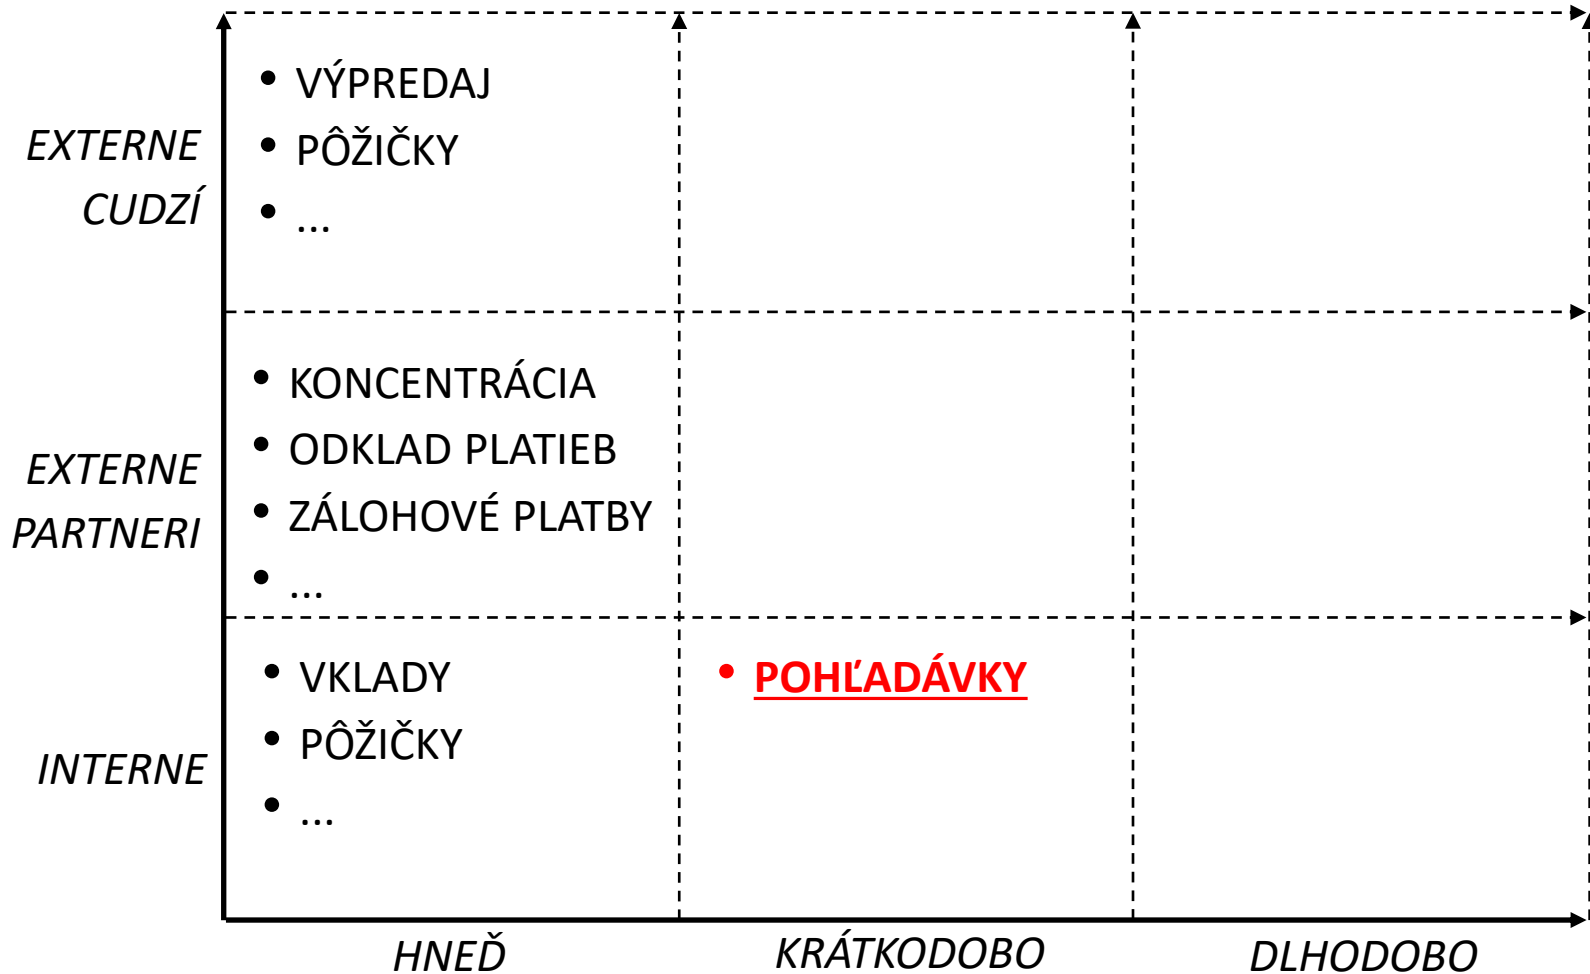 EXTERNE
CUDZÍ
• VÝPREDAJ
• PÔŽIČKY
• ...
EXTERNE
PARTNERI
• KONCENTRÁCIA
• ODKLAD PLATIEB
• ZÁLOHOVÉ PLATBY
• ...
INTERNE
• VKLADY
• PÔŽIČKY
• ...
• POHĽADÁVKY
HNEĎ
KRÁTKODOBO
DLHODOBO